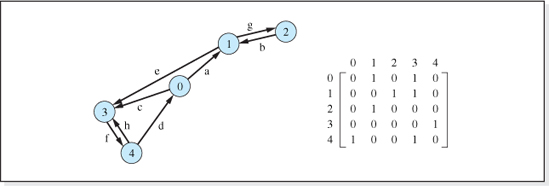 g
2
1
b
e
a
0
c
3
h
d
f
4
0 1 2 3 4
0 0 1 0 1 0
1 0 0 1 1 0
2 0 1 0 0 0
3 0 0 0 0 1
4 1 0 0 1 0